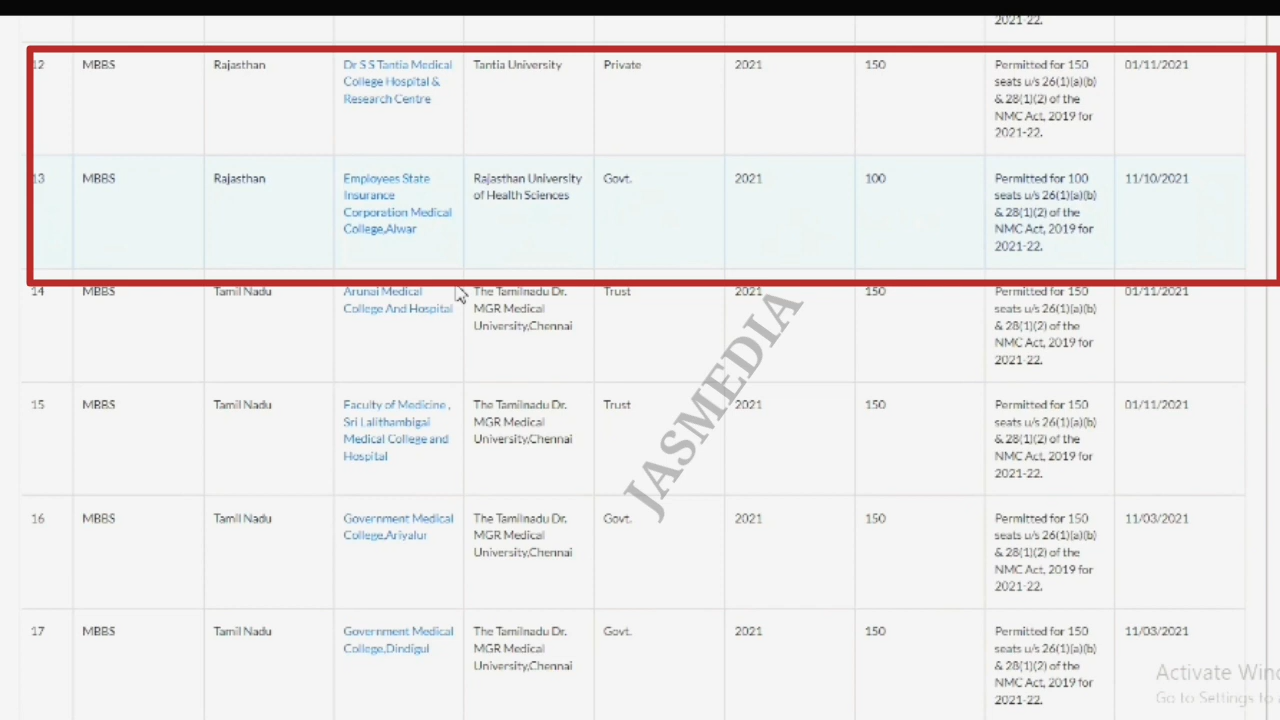 2021-22.
12 MBBS Rajasthan Dr S S Tantia Medical Tantia University Private 2021 150 Permitted for 150 01/11/2021
College Hospital & seats u/s 26(1)(a)(b)
Research Centre & 28(1)(2) of the
NMC Act, 2019 for
2021-22.
13 MBBS Rajasthan Employees State Rajasthan University Govt. 2021 100 Permitted for 100 11/10/2021
Insurance of Health Sciences seats u/s 26(1)(a)(b)
Corporation Medical & 28(1)(2) of the
College,Alwar NMC Act, 2019 for
2021-22.
14 MBBS Tamil Nadu Arunai Medical The Tamilnadu Dr. Trust 2021 150 Permitted for 150 01/11/2021
College And Hospital MGR Medical seats u/s 26(1)(a)(b)
University,Chennai & 28(1)(2) of the
NMC Act, 2019 for
2021-22.
15 MBBS Tamil Nadu Faculty of Medicine, The Tamilnadu Dr. Trust 2021 150 Permitted for 150 01/11/2021
Sri Lalithambigai MGR Medical seats u/s 26(1)(a)(b)
Medical College and University,Chennai & 28(1)(2) of the
Hospital NMC Act, 2019 for
2021-22.
16 MBBS Tamil Nadu Government Medical The Tamilnadu Dr. Govt. 2021 150 Permitted for 150 11/03/2021
College,Ariyalur MGR Medical seats u/s 26(1)(a)(b)
University,Chennai & 28(1)(2) of the
NMC Act, 2019 for
2021-22.
17 MBBS Tamil Nadu Government Medical The Tamilnadu Dr. Govt. 2021 150 Permitted for 150 11/03/2021
College,Dindigul MGR Medical seats u/s 26(1)(a)(b)
University,Chennai & 28(1)(2) of the
NMC Act, 2019 for
2021-22.
JASMEDIA
Activate Wind
Go to Settings to